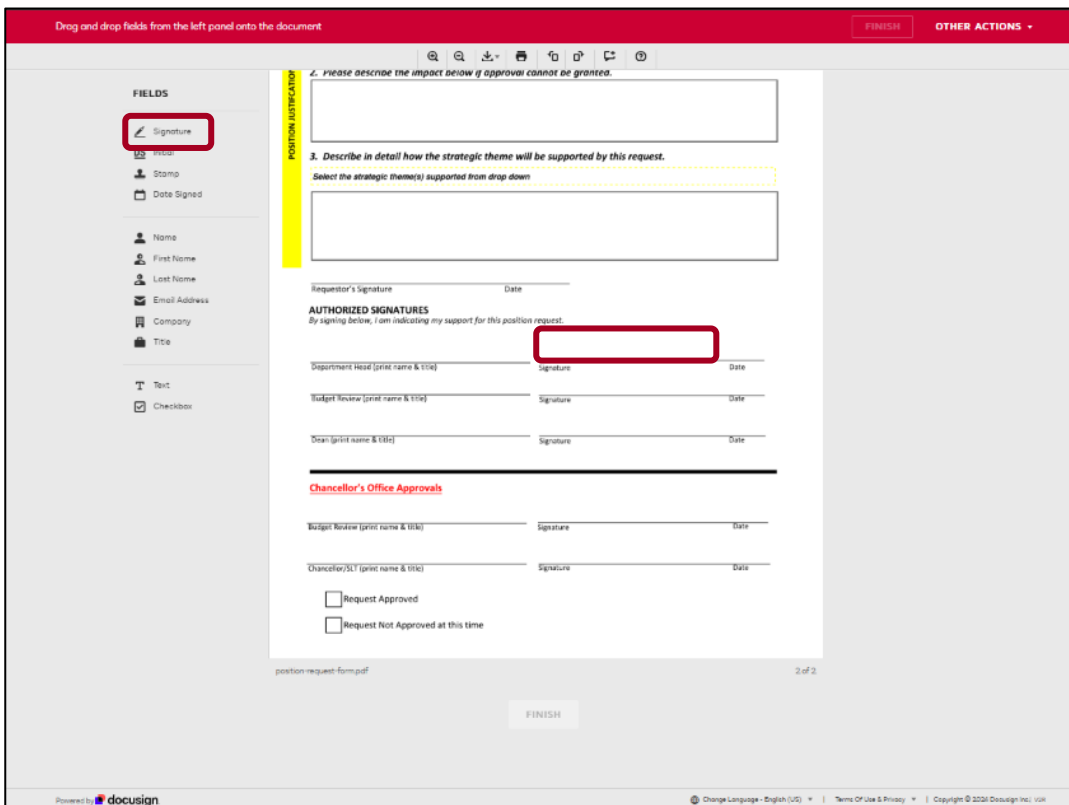 Drag and drop fields from the left panel onto the document
FINISH
OTHER ACTIONS
FIELDS
Signature
DS Initial
Stamp
Date Signed
Name
First Name
Last Name
Email Address
Company
Title
Text
Checkbox
POSITION JUSTIFCATION
2. Please describe the impact below if approval cannot be granted.
3. Describe in detail how the strategic theme will be supported by this request.
Select the strategic theme(s) supported from drop down
Requestor's Signature Date
AUTHORIZED SIGNATURES
By signing below, I am indicating my support for this position request.
Department Head (print name & title) Signature Date
Budget Review (print name & title) Signature Date
Dean (print name & title) Signature Date
Chancellor's Office Approvals
Budget Review (print name & title) Signature Date
Chancellor/SLT (print name & title) Signature Date
Request Approved
Request Not Approved at this time
position-request-form.pdf 2 of 2
FINISH
Powered by docusign
Change Language - English (US) | Terms Of Use & Privacy | Copyright © 2024 Docusign Inc.